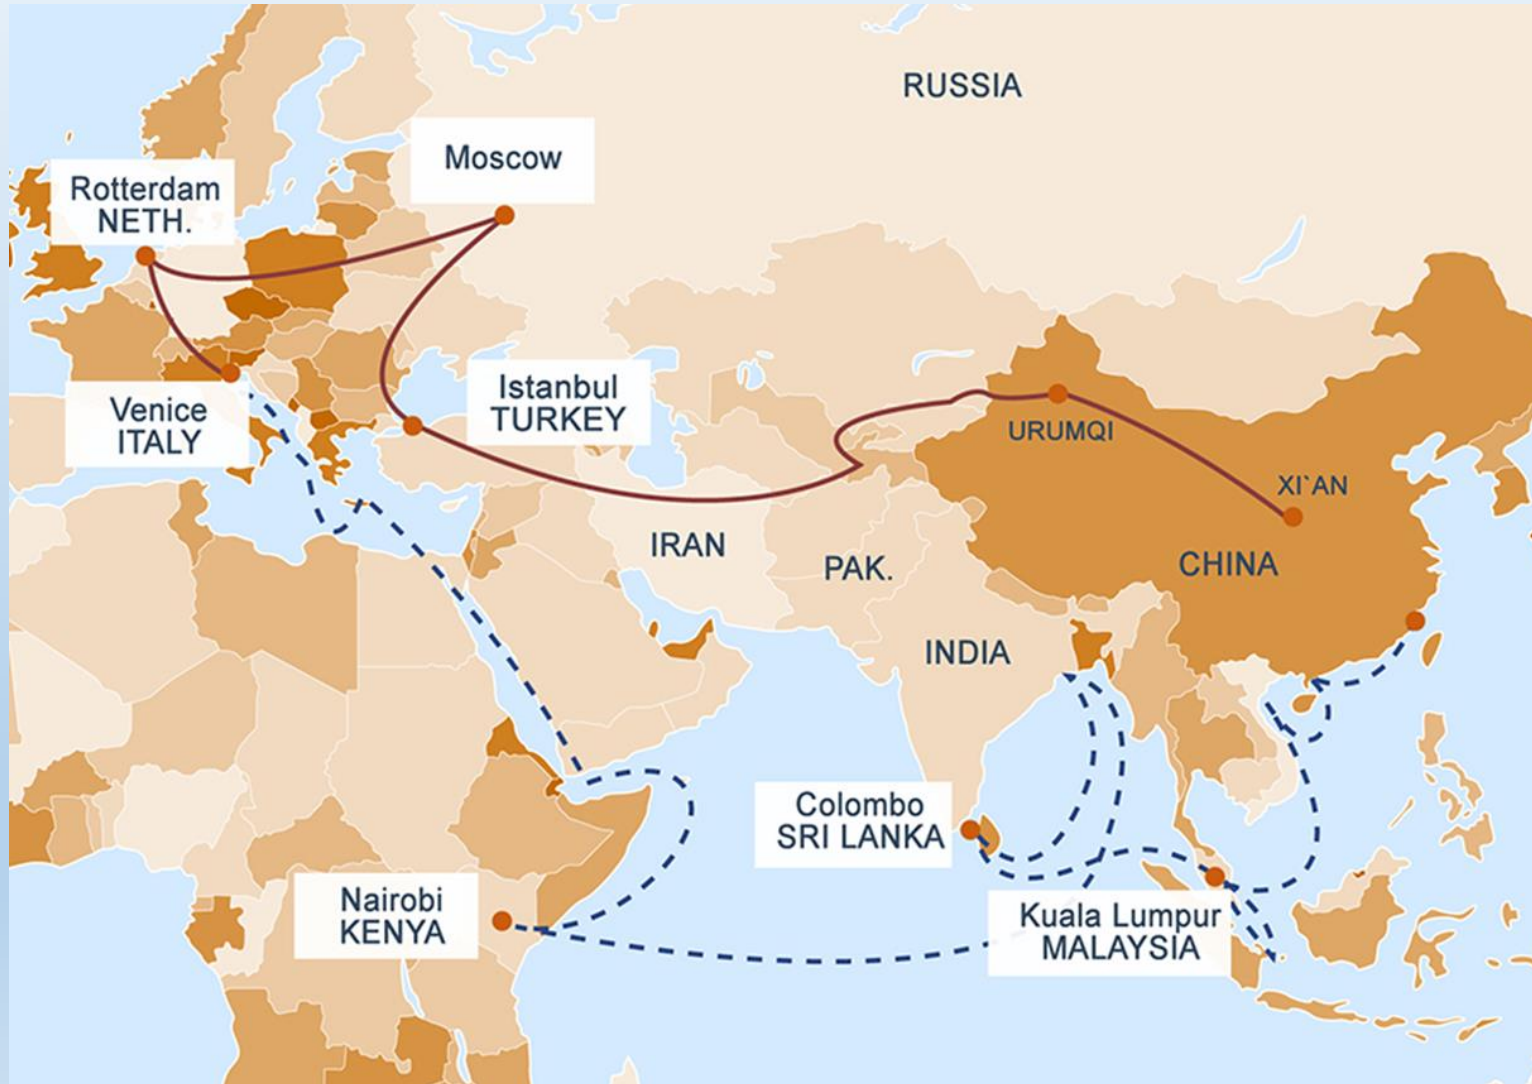 RUSSIA
Moscow
Rotterdam
NETH.
Istanbul
TURKEY
Venice
ITALY
URUMQI
XI`AN
IRAN
PAK.
CHINA
INDIA
Colombo
SRI LANKA
Nairobi
KENYA
Kuala Lumpur
MALAYSIA